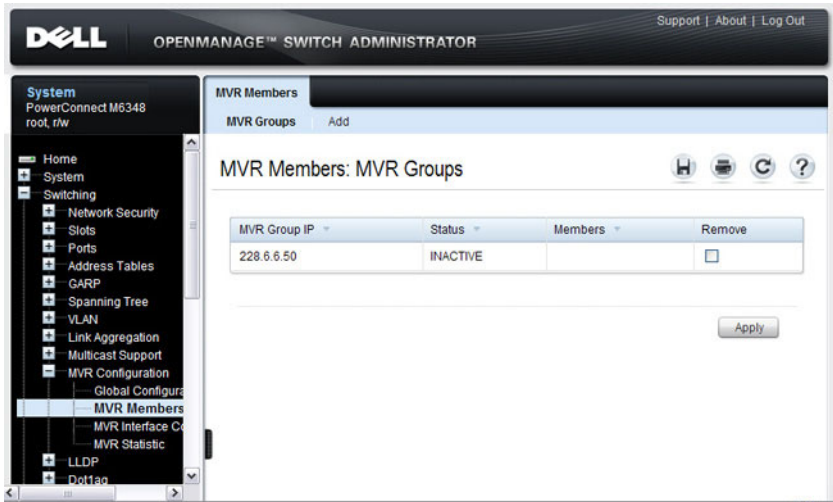 DELL
OPENMANAGE™ SWITCH ADMINISTRATOR
Support | About | Log Out
System
PowerConnect M6348
root, r/w
Home
System
Switching
Network Security
Slots
Ports
Address Tables
GARP
Spanning Tree
VLAN
Link Aggregation
Multicast Support
MVR Configuration
Global Configura
MVR Members
MVR Interface Co
MVR Statistic
LLDP
Dot1ag
MVR Members
MVR Groups
Add
MVR Members: MVR Groups
?
MVR Group IP Status Members Remove
228.6.6.50 INACTIVE
Apply